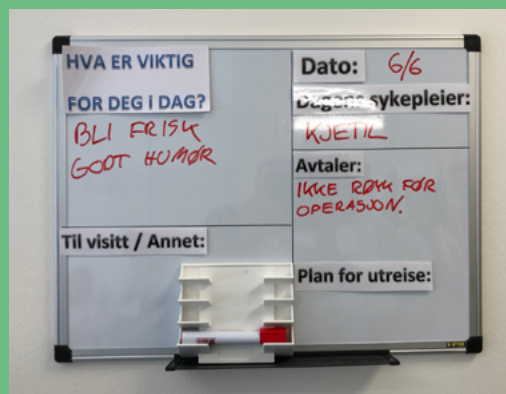 HVA ER VIKTIG
FOR DEG i DAG?
BLI FRISK
GODT HUMØR
Til visitt / Annet:
Dato: 6/6
Dagens sykepleier:
KJETIL
Avtaler:
IKKE RØYK FØR
OPERASJON.
Plan for utreise: